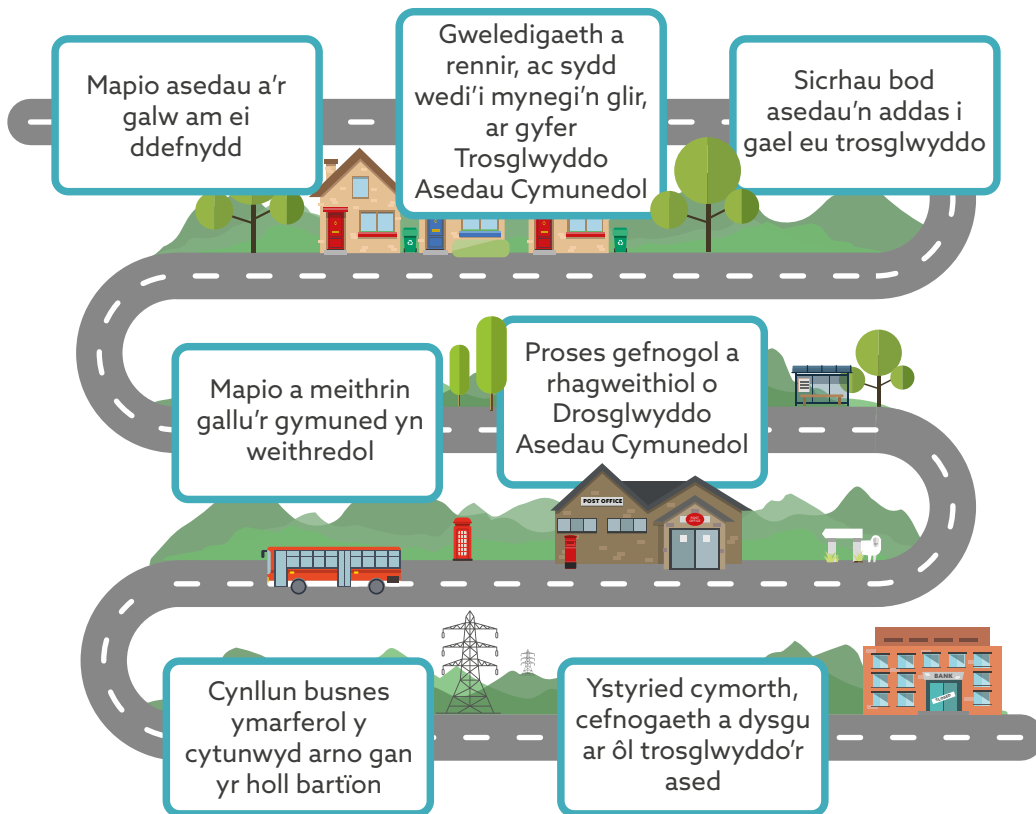 Mapio asedau a'r
galw am ei
ddefnydd
Gweledigaeth a
rennir, ac sydd
wedi'i mynegi'n glir,
ar gyfer
Trosglwyddo
Asedau Cymunedol
Sicrhau bod
asedau'n addas i
gael eu trosglwyddo
Mapio a meithrin
gallu'r gymuned yn
weithredol
Proses gefnogol a
rhagweithiol o
Drosglwyddo
Asedau Cymunedol
POST OFFICE
POST
OFFICE
Cynllun busnes
ymarferol y
cytunwyd arno gan
yr holl bartïon
Ystyried cymorth,
cefnogaeth a dysgu
ar ôl trosglwyddo'r
ased
BANK
CLOSED